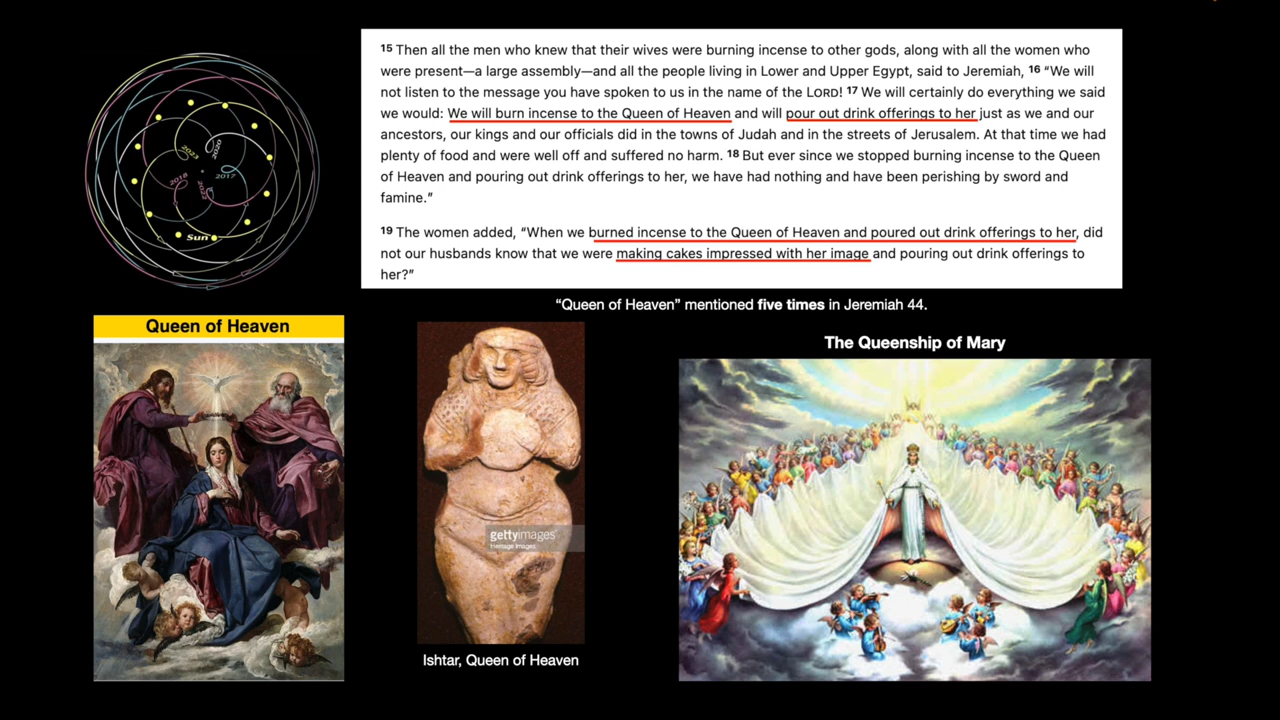 2020
2023
2017
2018
2022
Sun
15 Then all the men who knew that their wives were burning incense to other gods, along with all the women who
were present—a large assembly—and all the people living in Lower and Upper Egypt, said to Jeremiah, 16 “We will
not listen to the message you have spoken to us in the name of the LORD! 17 We will certainly do everything we said
we would: We will burn incense to the Queen of Heaven and will pour out drink offerings to her just as we and our
ancestors, our kings and our officials did in the towns of Judah and in the streets of Jerusalem. At that time we had
plenty of food and were well off and suffered no harm. 18 But ever since we stopped burning incense to the Queen
of Heaven and pouring out drink offerings to her, we have had nothing and have been perishing by sword and
famine.”
19 The women added, “When we burned incense to the Queen of Heaven and poured out drink offerings to her, did
not our husbands know that we were making cakes impressed with her image and pouring out drink offerings to
her?”
“Queen of Heaven” mentioned five times in Jeremiah 44.
Queen of Heaven
gettyimages
Heritage Images
Ishtar, Queen of Heaven
The Queenship of Mary